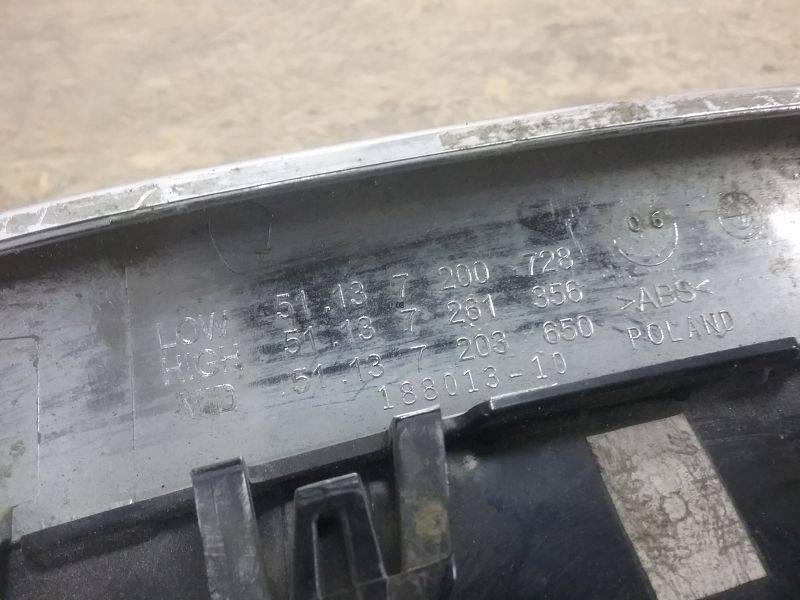 LOW 51.13 7 200 728
HIGH 51.13 7 261 356 >ABS<
MID 51.13 7 203 650 POLAND
188013-10
06